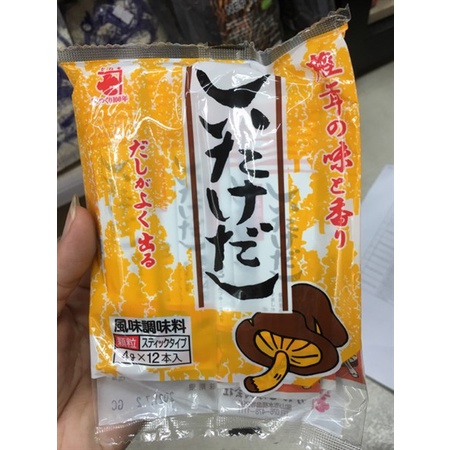 椎茸の味と香り
しいたけだし
だしがよく出る
風味調味料
顆粒 スティックタイプ
4g×12本入